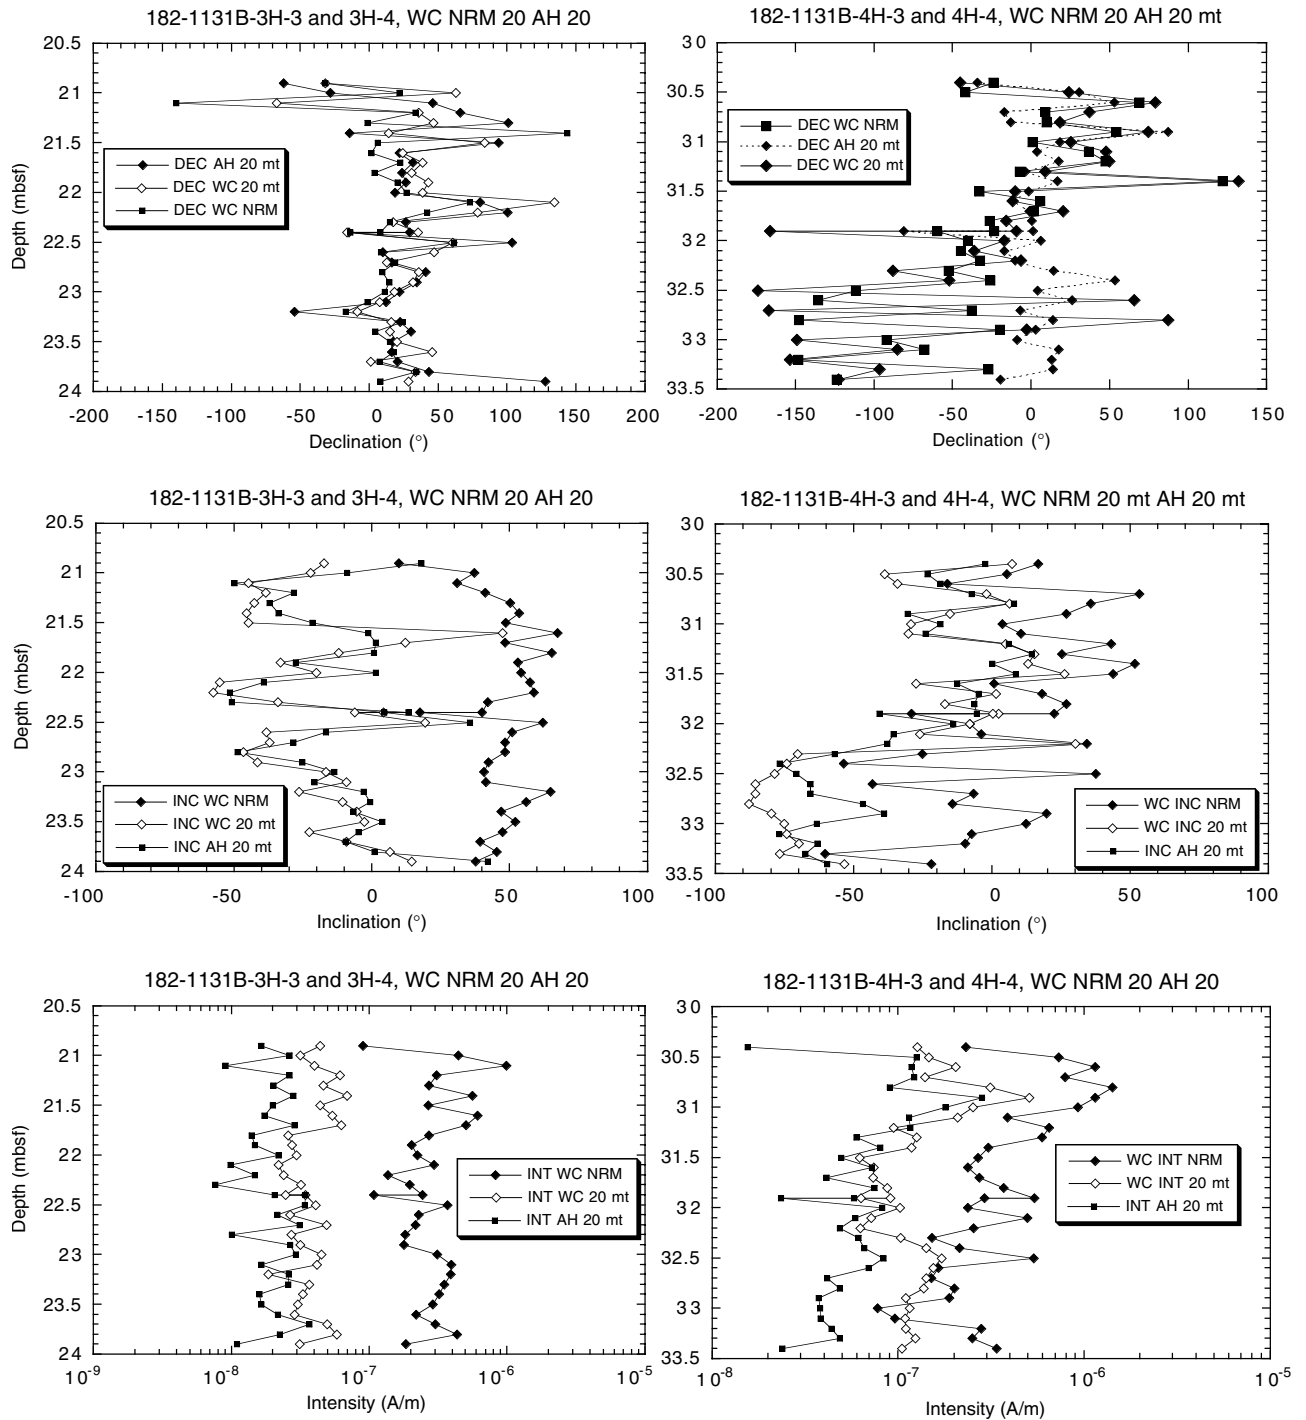 182-1131B-3H-3 and 3H-4, WC NRM 20 AH 20
20.5
21
21.5
22
22.5
23
23.5
24
Depth (mbsf)
DEC AH 20 mt
DEC WC 20 mt
DEC WC NRM
-200 -150 -100 -50 0 50 100 150 200
Declination (°)
182-1131B-4H-3 and 4H-4, WC NRM 20 AH 20 mt
30
30.5
31
31.5
32
32.5
33
33.5
DEC WC NRM
DEC AH 20 mt
DEC WC 20 mt
-200 -150 -100 -50 0 50 100 150
Declination (°)
182-1131B-3H-3 and 3H-4, WC NRM 20 AH 20
20.5
21
21.5
22
22.5
23
23.5
24
Depth (mbsf)
INC WC NRM
INC WC 20 mt
INC AH 20 mt
-100 -50 0 50 100
Inclination (°)
182-1131B-4H-3 and 4H-4, WC NRM 20 mt AH 20 mt
30
30.5
31
31.5
32
32.5
33
33.5
WC INC NRM
WC INC 20 mt
INC AH 20 mt
-100 -50 0 50 100
Inclination (°)
182-1131B-3H-3 and 3H-4, WC NRM 20 AH 20
20.5
21
21.5
22
22.5
23
23.5
24
Depth (mbsf)
INT WC NRM
INT WC 20 mt
INT AH 20 mt
10-9 10-8 10-7 10-6 10-5
Intensity (A/m)
182-1131B-4H-3 and 4H-4, WC NRM 20 AH 20
30
30.5
31
31.5
32
32.5
33
33.5
WC INT NRM
WC INT 20 mt
INT AH 20 mt
10-8 10-7 10-6 10-5
Intensity (A/m)